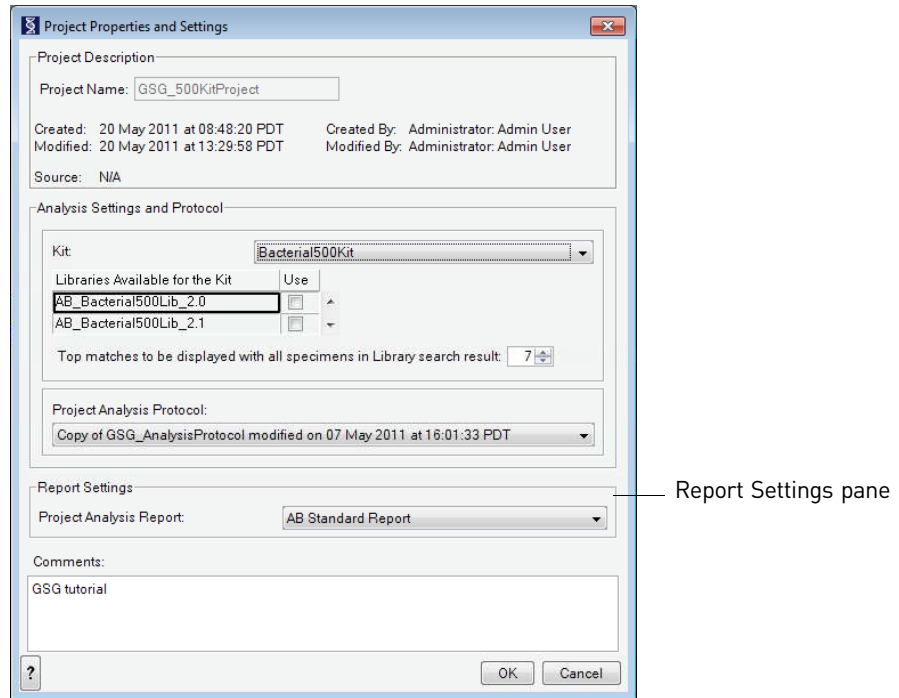 Project Properties and Settings
Project Description
Project Name: GSG_500KitProject
Created: 20 May 2011 at 08:48:20 PDT Created By: Administrator: Admin User
Modified: 20 May 2011 at 13:29:58 PDT Modified By: Administrator: Admin User
Source: N/A
Analysis Settings and Protocol
Kit: Bacterial500Kit
Libraries Available for the Kit Use
AB_Bacterial500Lib_2.0
AB_Bacterial500Lib_2.1
Top matches to be displayed with all specimens in Library search result: 7
Project Analysis Protocol:
Copy of GSG_AnalysisProtocol modified on 07 May 2011 at 16:01:33 PDT
Report Settings
Report Settings pane
Project Analysis Report: AB Standard Report
Comments:
GSG tutorial
? OK Cancel